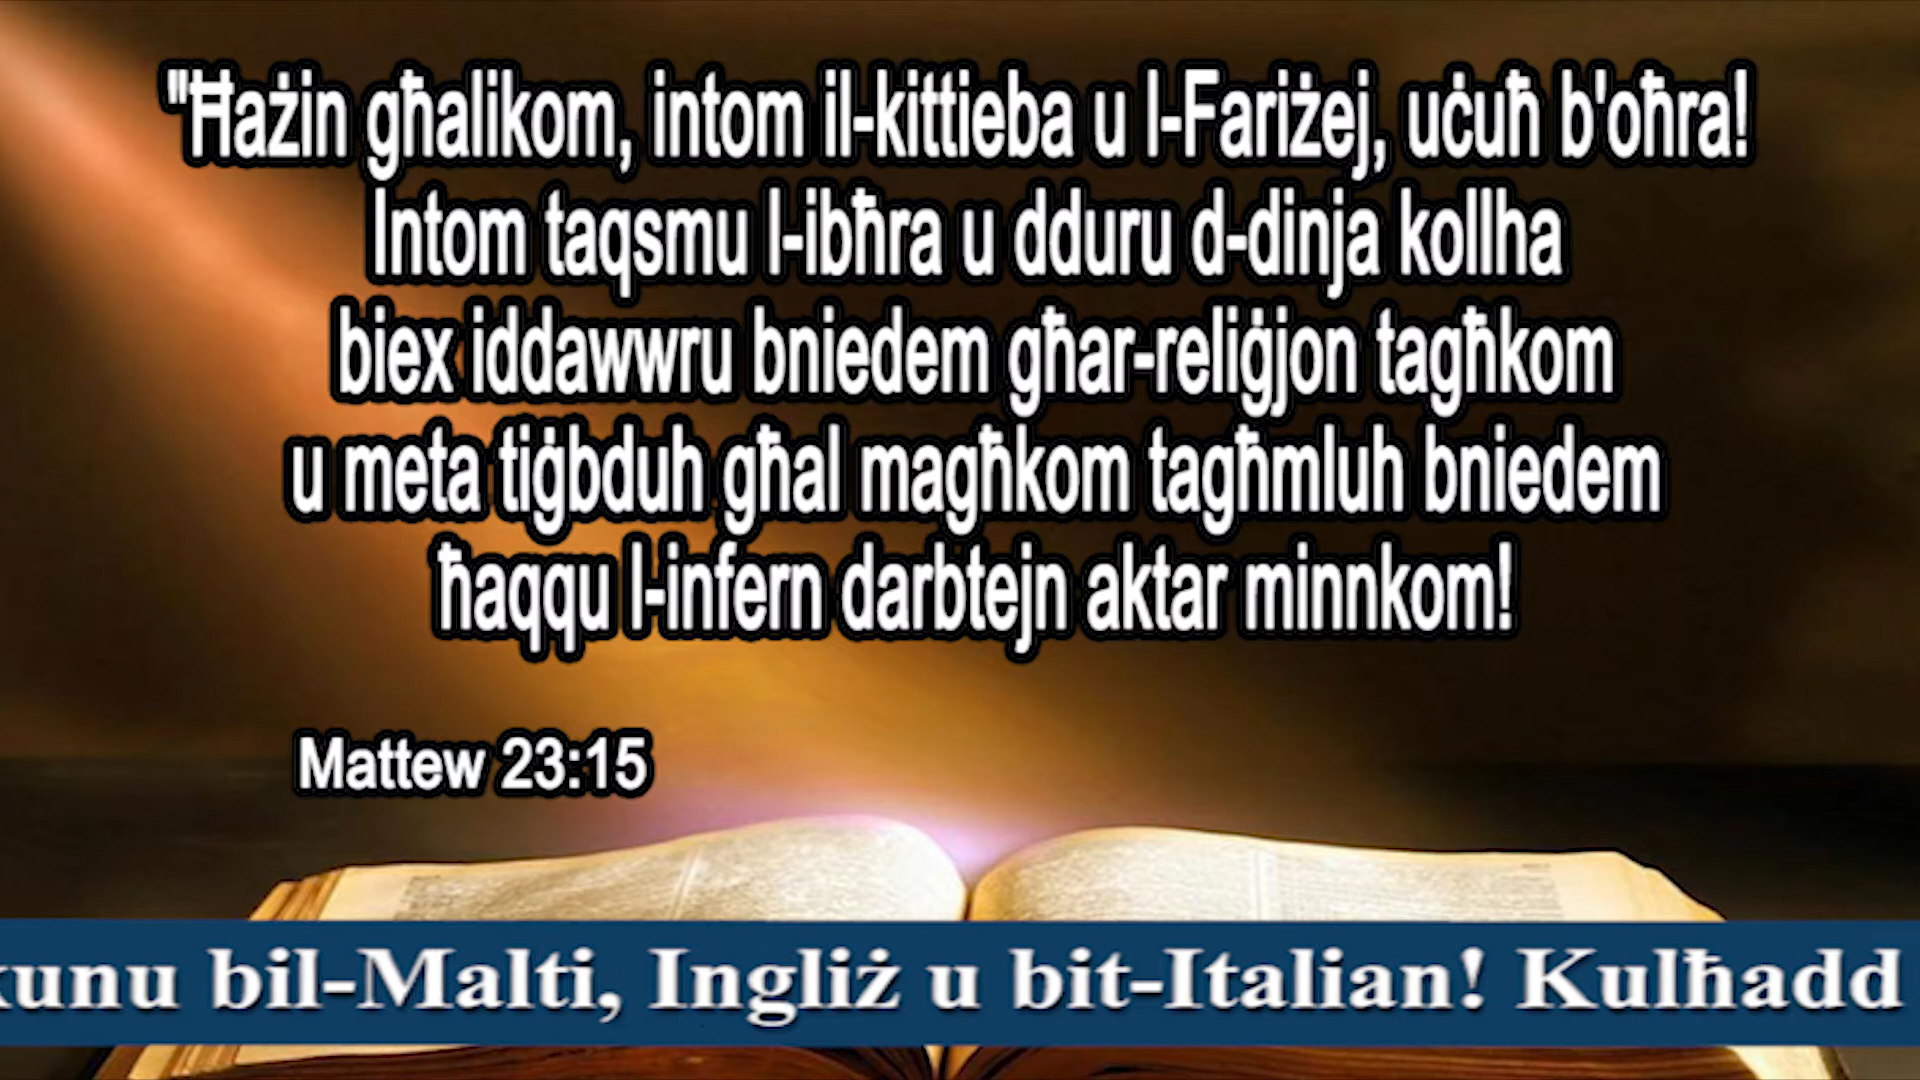 "Ħażin għalikom, intom il-kittieba u l-Fariżej, uċuħ b'oħra!
Intom taqsmu l-ibħra u dduru d-dinja kollha
biex iddawwru bniedem għar-reliġjon tagħkom
u meta tiġbduh għal magħkom tagħmluh bniedem
ħaqqu l-infern darbtejn aktar minnkom!
Mattew 23:15
kunu bil-Malti, Ingliż u bit-Italian! Kulħadd